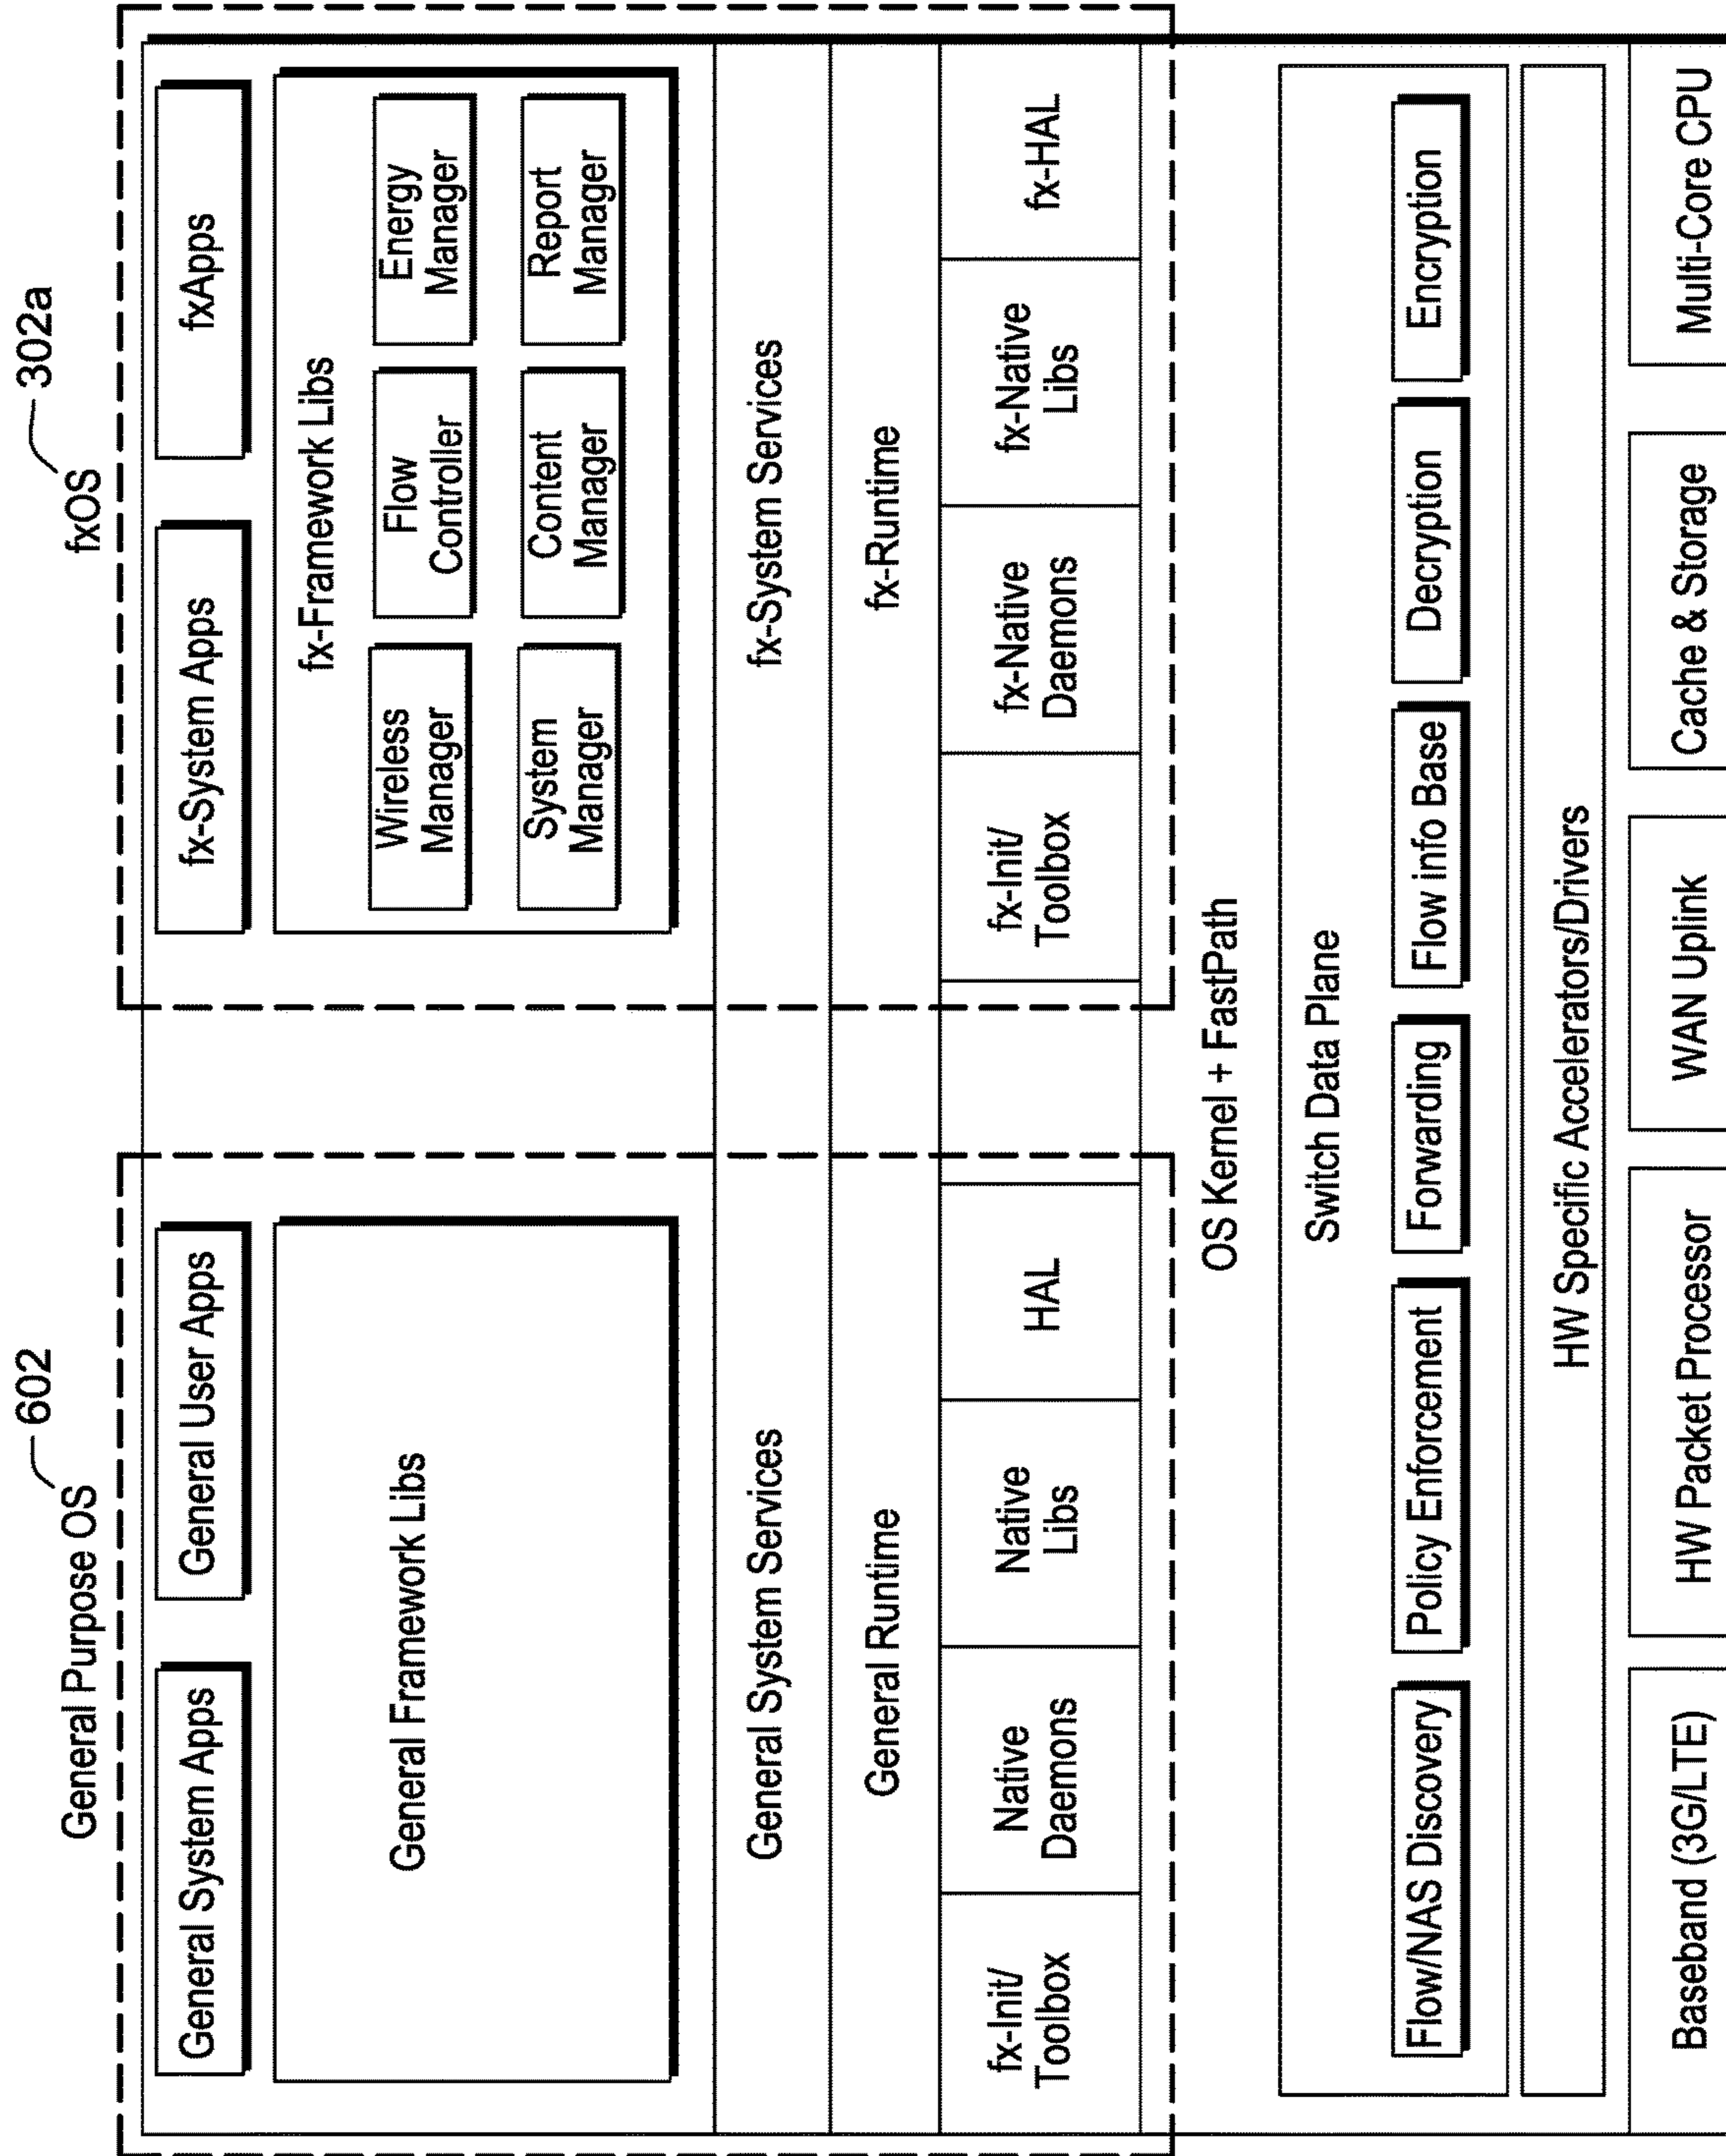 General Purpose OS
602
fxOS
302a
General System Apps
General User Apps
fx-System Apps
fxApps
General Framework Libs
fx-Framework Libs
Wireless
Manager
Flow
Controller
Energy
Manager
System
Manager
Content
Manager
Report
Manager
General System Services
fx-System Services
General Runtime
fx-Runtime
fx-Init/
Toolbox
Native
Daemons
Native
Libs
HAL
fx-Init/
Toolbox
fx-Native
Daemons
fx-Native
Libs
fx-HAL
OS Kernel + FastPath
Switch Data Plane
Flow/NAS Discovery
Policy Enforcement
Forwarding
Flow info Base
Decryption
Encryption
HW Specific Accelerators/Drivers
Baseband (3G/LTE)
HW Packet Processor
WAN Uplink
Cache & Storage
Multi-Core CPU